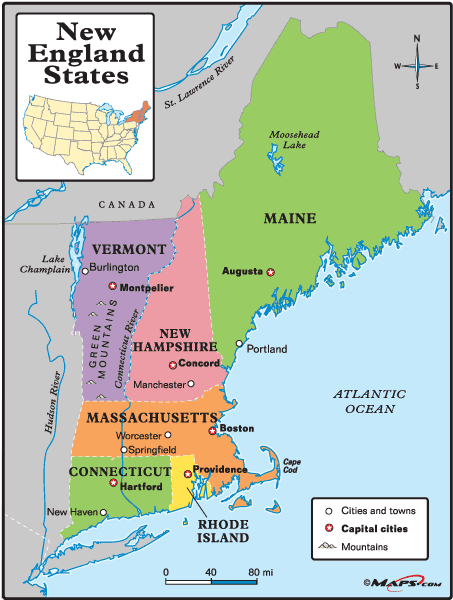 New
England
States
St. Lawrence River
N
W
E
S
Moosehead
Lake
CANADA
MAINE
VERMONT
Lake
Champlain
Burlington
Augusta
Montpelier
GREEN
MOUNTAINS
Connecticut River
NEW
HAMPSHIRE
Portland
Concord
Manchester
Hudson River
ATLANTIC
OCEAN
MASSACHUSETTS
Boston
Worcester
Springfield
CONNECTICUT
Providence
Cape
Cod
Hartford
New Haven
RHODE
ISLAND
Cities and towns
Capital cities
Mountains
0 40 80 mi
©MAPS.COM